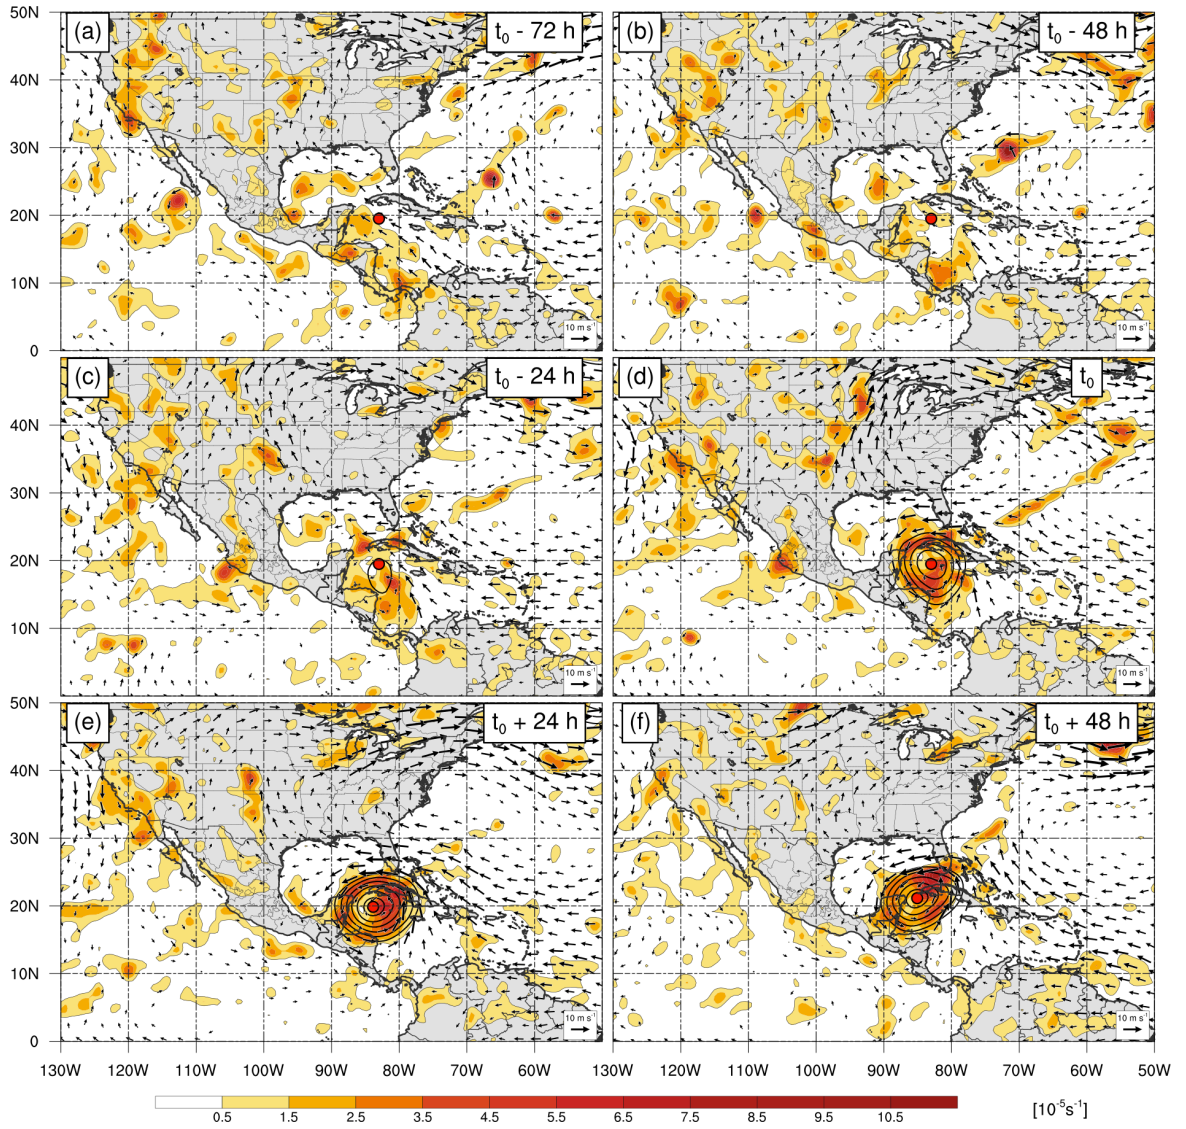 (a) t₀ - 72 h
(b) t₀ - 48 h
50N
40N
30N
20N
10N
0
10 m s⁻¹
10 m s⁻¹
(c) t₀ - 24 h
(d) t₀
40N
30N
20N
10N
10 m s⁻¹
10 m s⁻¹
(e) t₀ + 24 h
(f) t₀ + 48 h
50N
40N
30N
20N
10N
0
10 m s⁻¹
10 m s⁻¹
130W 120W 110W 100W 90W 80W 70W 60W 130W 120W 110W 100W 90W 80W 70W 60W 50W
0.5 1.5 2.5 3.5 4.5 5.5 6.5 7.5 8.5 9.5 10.5
[10⁻⁵s⁻¹]